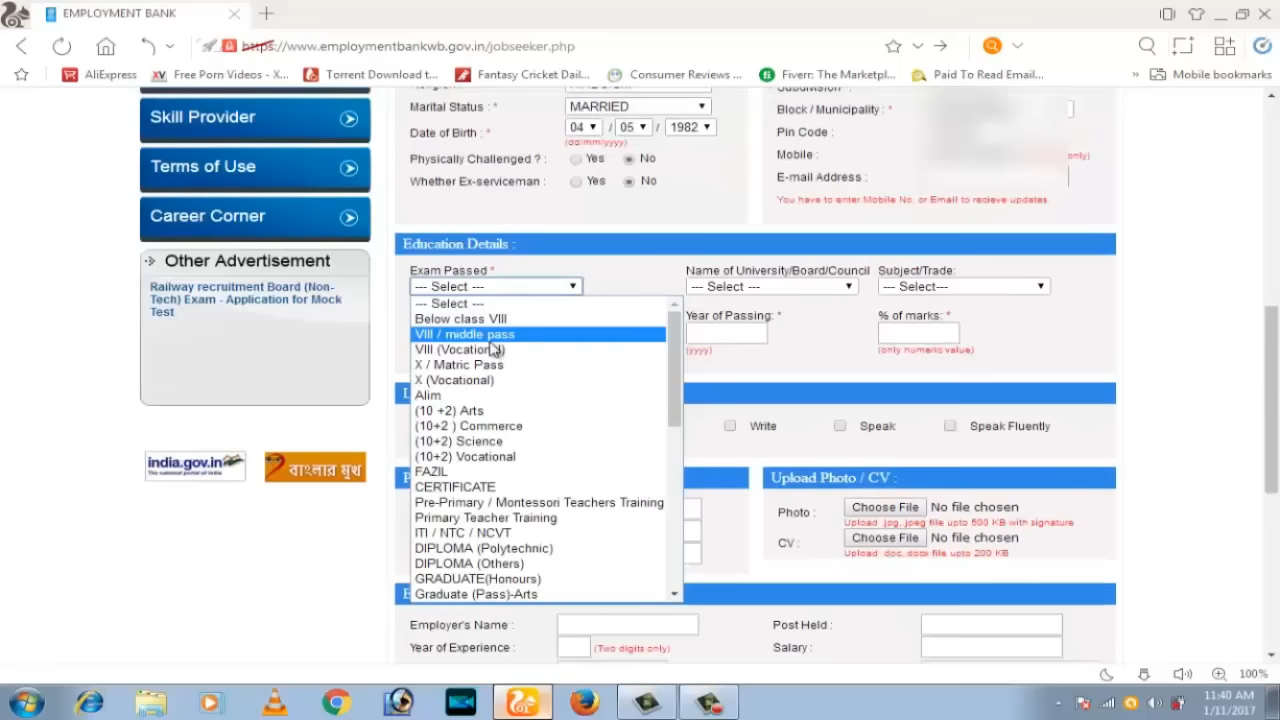 EMPLOYMENT BANK
https://www.employmentbankwb.gov.in/jobseeker.php
AliExpress
Free Porn Videos - X...
Torrent Download t...
Fantasy Cricket Dail...
Consumer Reviews ...
Fiverr: The Marketpl...
Paid To Read Email...
» Mobile bookmarks
Skill Provider
Terms of Use
Career Corner
Other Advertisement
Railway recruitment Board (Non-
Tech) Exam - Application for Mock
Test
india.gov.in
The national portal of India
বাংলার মুখ
Marital Status : *
MARRIED
Date of Birth : *
04 / 05 / 1982
(dd/mm/yyyy)
Physically Challenged ? :
Yes No
Whether Ex-serviceman :
Yes No
Subdivision
Block / Municipality : *
Pin Code :
Mobile :
only)
E-mail Address :
You have to enter Mobile No. or Email to recieve updates
Education Details :
Exam Passed *
--- Select ---
Name of University/Board/Council
--- Select ---
Subject/Trade:
--- Select---
Year of Passing: *
(yyyy)
% of marks: *
(only numeric value)
--- Select ---
Below class VIII
VIII / middle pass
VIII (Vocational)
X / Matric Pass
X (Vocational)
Alim
(10 +2) Arts
(10+2 ) Commerce
(10+2) Science
(10+2) Vocational
FAZIL
CERTIFICATE
Pre-Primary / Montessori Teachers Training
Primary Teacher Training
ITI / NTC / NCVT
DIPLOMA (Polytechnic)
DIPLOMA (Others)
GRADUATE(Honours)
Graduate (Pass)-Arts
Write Speak Speak Fluently
Upload Photo / CV :
Photo : Choose File No file chosen
Upload .jpg,.jpeg file upto 500 KB with signature
CV : Choose File No file chosen
Upload .doc,.docx file upto 200 KB
Employer's Name :
Post Held :
Year of Experience :
(Two digits only)
Salary :
100%
11:40 AM
1/11/2017